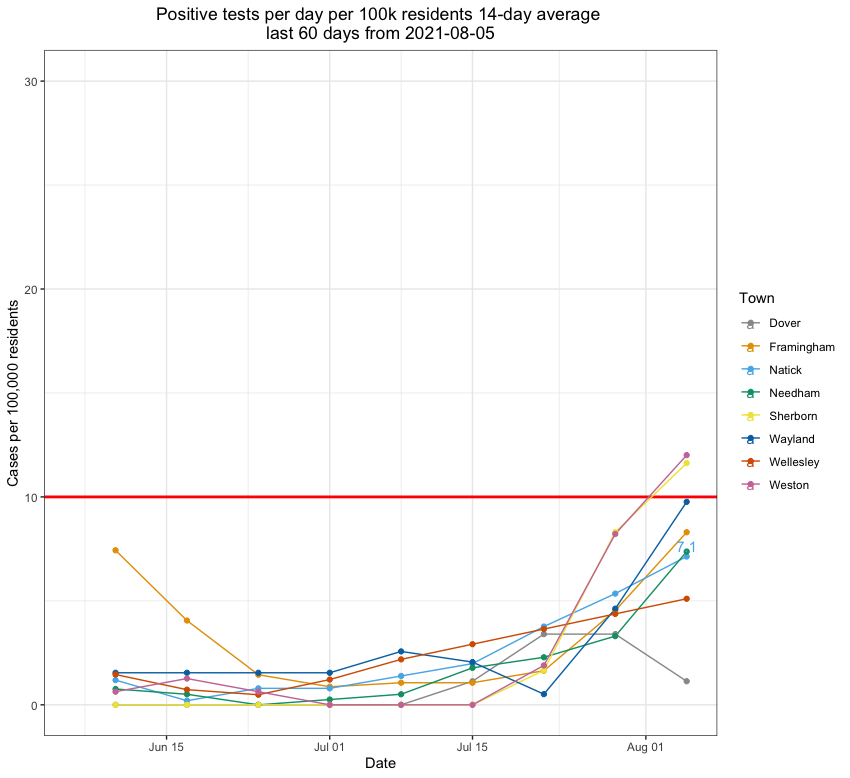 Positive tests per day per 100k residents 14-day average
last 60 days from 2021-08-05
30
20
10
0
Cases per 100,000 residents
7.1
Jun 15
Jul 01
Jul 15
Aug 01
Date
Town
a Dover
a Framingham
a Natick
a Needham
a Sherborn
a Wayland
a Wellesley
a Weston